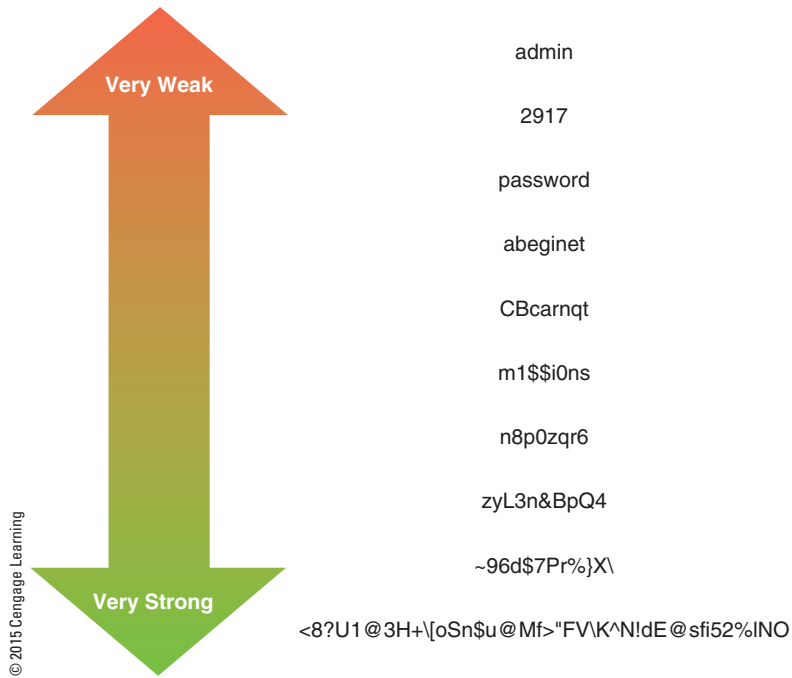 Very Weak
admin
2917
password
abeginet
CBcarnqt
m1$$i0ns
n8p0zqr6
zyL3n&BpQ4
~96d$7Pr%}X\
Very Strong
<8?U1@3H+\[oSn$u@Mf>"FV\K^N!dE@sfi52%lNO
© 2015 Cengage Learning